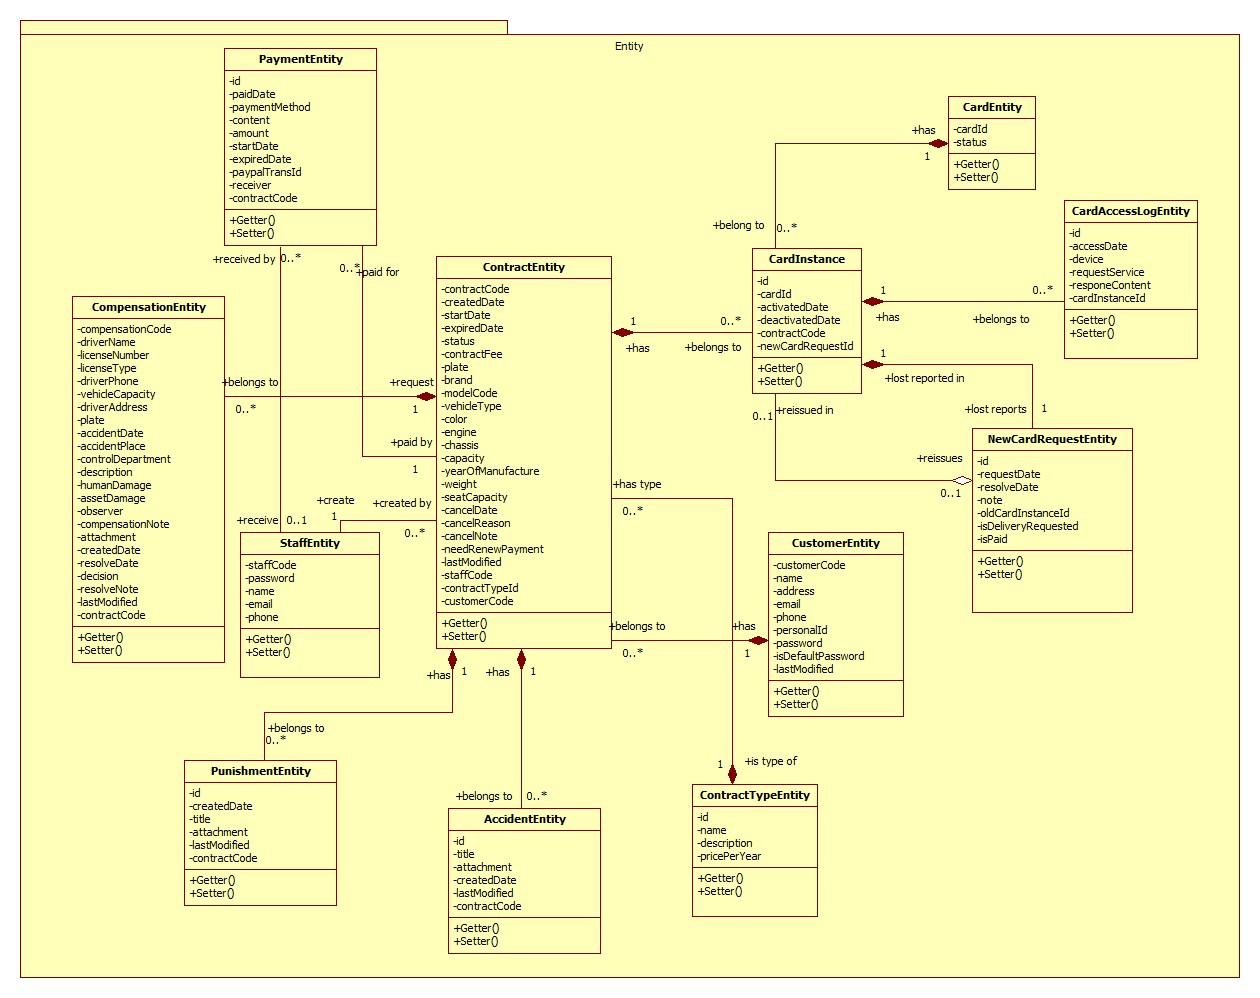 Entity
PaymentEntity
-id
-paidDate
-paymentMethod
-content
-amount
-startDate
-expiredDate
-paypalTransId
-receiver
-contractCode
+Getter()
+Setter()
CardEntity
-cardId
-status
+Getter()
+Setter()
+has
1
+belong to
0..*
CardAccessLogEntity
-id
-accessDate
-device
-requestService
-responeContent
-cardInstanceId
+Getter()
+Setter()
CardInstance
-id
-cardId
-activatedDate
-deactivatedDate
-contractCode
-newCardRequestId
+Getter()
+Setter()
1
+has
0..*
+belongs to
+received by
0..*
0..*
+paid for
ContractEntity
-contractCode
-createdDate
-startDate
-expiredDate
-status
-contractFee
-plate
-brand
-modelCode
-vehicleType
-color
-engine
-chassis
-capacity
-yearOfManufacture
-weight
-seatCapacity
-cancelDate
-cancelReason
-cancelNote
-needRenewPayment
-lastModified
-staffCode
-contractTypeId
-customerCode
+Getter()
+Setter()
1
+has
0..*
+belongs to
CompensationEntity
-compensationCode
-driverName
-licenseNumber
-licenseType
-driverPhone
-vehicleCapacity
-driverAddress
-plate
-accidentDate
-accidentPlace
-controlDepartment
-description
-humanDamage
-assetDamage
-observer
-compensationNote
-attachment
-createdDate
-resolveDate
-decision
-resolveNote
-lastModified
-contractCode
+Getter()
+Setter()
+belongs to
0..*
+request
1
+paid by
1
1
+lost reported in
+lost reports
1
0..1
+reissued in
+reissues
0..1
NewCardRequestEntity
-id
-requestDate
-resolveDate
-note
-oldCardInstanceId
-isDeliveryRequested
-isPaid
+Getter()
+Setter()
+create
1
+created by
0..*
+receive
0..1
StaffEntity
-staffCode
-password
-name
-email
-phone
+Getter()
+Setter()
+has type
0..*
CustomerEntity
-customerCode
-name
-address
-email
-phone
-personalId
-password
-isDefaultPassword
-lastModified
+Getter()
+Setter()
+belongs to
0..*
+has
1
+has
1
+has
1
+belongs to
0..*
PunishmentEntity
-id
-createdDate
-title
-attachment
-lastModified
-contractCode
+Getter()
+Setter()
+belongs to
0..*
AccidentEntity
-id
-title
-attachment
-createdDate
-lastModified
-contractCode
+Getter()
+Setter()
1
+is type of
ContractTypeEntity
-id
-name
-description
-pricePerYear
+Getter()
+Setter()